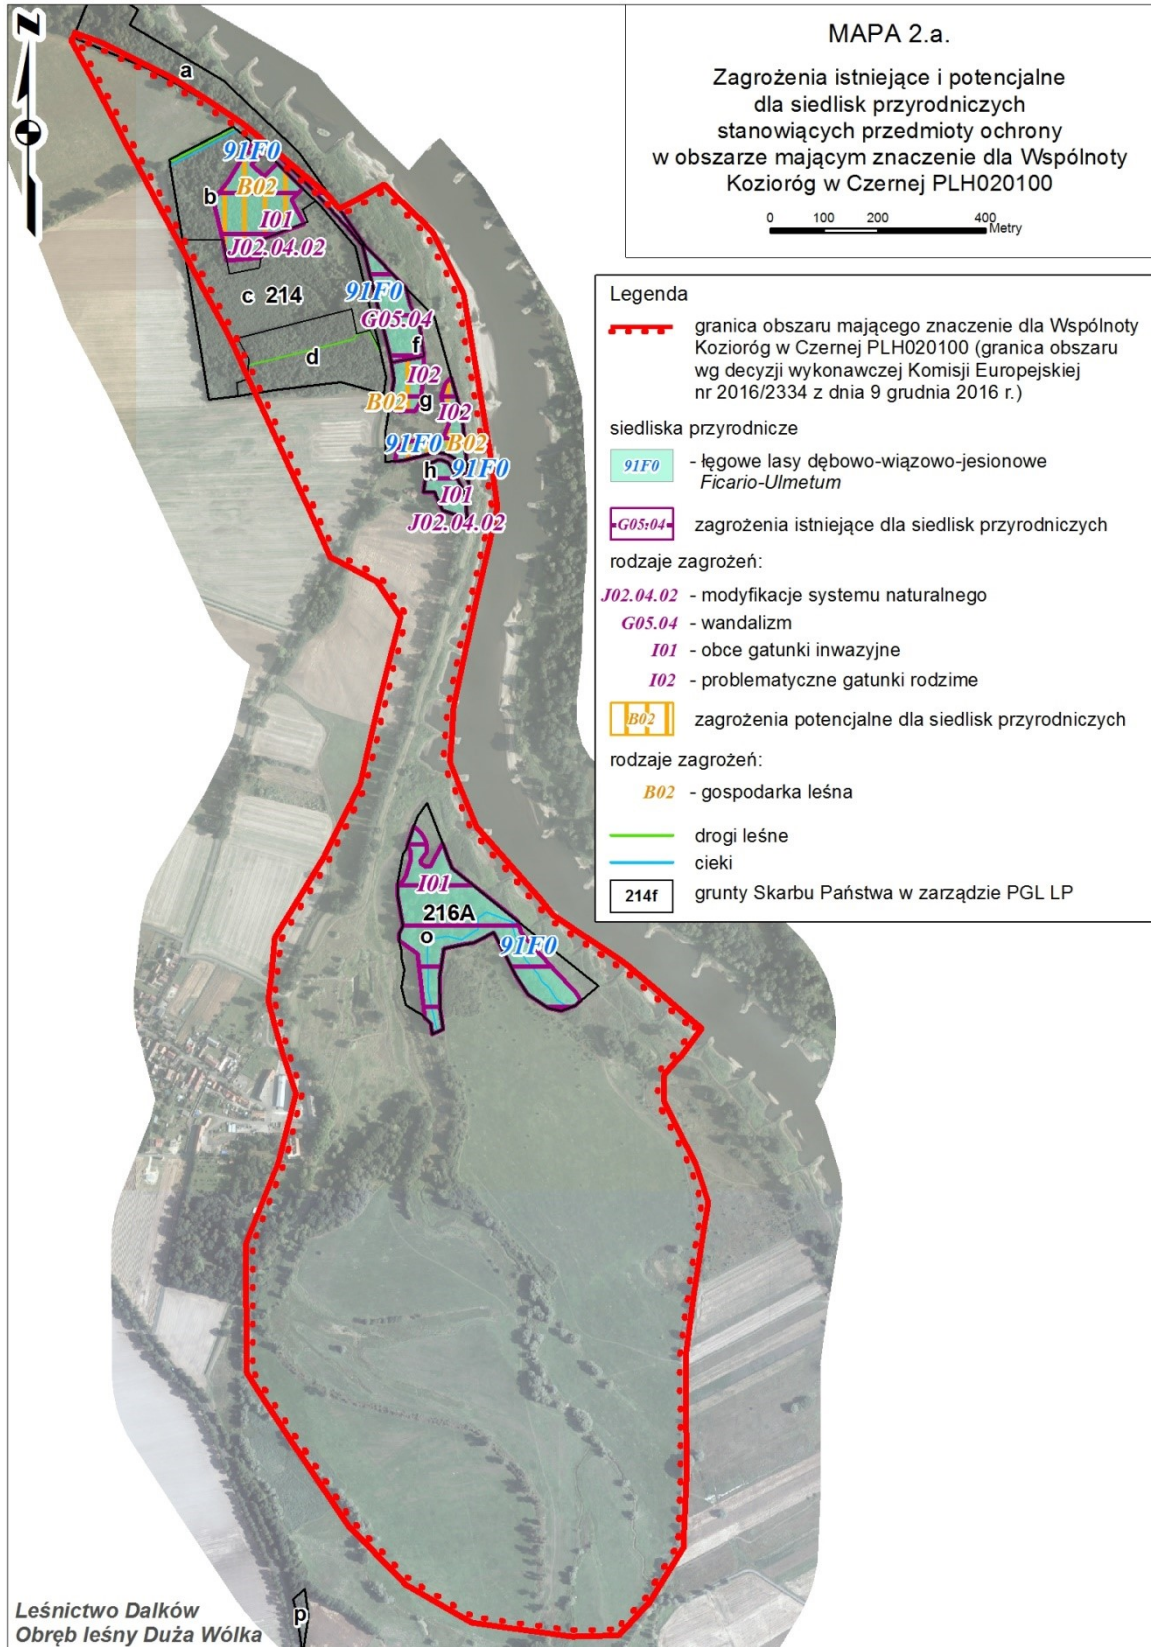 MAPA 2.a.
Zagrożenia istniejące i potencjalne
dla siedlisk przyrodniczych
stanowiących przedmioty ochrony
w obszarze mającym znaczenie dla Wspólnoty
Kozioróg w Czernej PLH020100
0 100 200 400
Metry
Legenda
granica obszaru mającego znaczenie dla Wspólnoty
Kozioróg w Czernej PLH020100 (granica obszaru
wg decyzji wykonawczej Komisji Europejskiej
nr 2016/2334 z dnia 9 grudnia 2016 r.)
siedliska przyrodnicze
91F0 - łęgowe lasy dębowo-wiązowo-jesionowe
Ficario-Ulmetum
G05.04 zagrożenia istniejące dla siedlisk przyrodniczych
rodzaje zagrożeń:
J02.04.02 - modyfikacje systemu naturalnego
G05.04 - wandalizm
I01 - obce gatunki inwazyjne
I02 - problematyczne gatunki rodzime
B02 zagrożenia potencjalne dla siedlisk przyrodniczych
rodzaje zagrożeń:
B02 - gospodarka leśna
drogi leśne
cieki
214f grunty Skarbu Państwa w zarządzie PGL LP
N
a
91F0
b B02
I01
J02.04.02
c 214
91F0
G05.04
d
f
I02
B02 g
I02
91F0 B02
h 91F0
I01
J02.04.02
I01
216A
o
91F0
p
Leśnictwo Dalków
Obręb leśny Duża Wólka